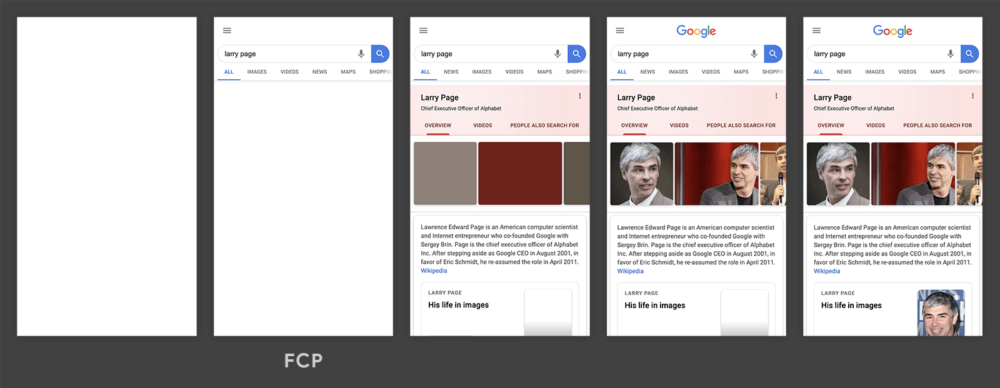 larry page
ALL IMAGES VIDEOS NEWS MAPS SHOPPIN
FCP
larry page
ALL NEWS IMAGES VIDEOS MAPS SHOPPIN
Larry Page
Chief Executive Officer of Alphabet
OVERVIEW VIDEOS PEOPLE ALSO SEARCH FOR
Lawrence Edward Page is an American computer scientist
and Internet entrepreneur who co-founded Google with
Sergey Brin. Page is the chief executive officer of Alphabet
Inc. After stepping aside as Google CEO in August 2001, in
favor of Eric Schmidt, he re-assumed the role in April 2011.
Wikipedia
LARRY PAGE
His life in images
Google
larry page
ALL NEWS IMAGES VIDEOS MAPS SHOPPIN
Larry Page
Chief Executive Officer of Alphabet
OVERVIEW VIDEOS PEOPLE ALSO SEARCH FOR
Lawrence Edward Page is an American computer scientist
and Internet entrepreneur who co-founded Google with
Sergey Brin. Page is the chief executive officer of Alphabet
Inc. After stepping aside as Google CEO in August 2001, in
favor of Eric Schmidt, he re-assumed the role in April 2011.
Wikipedia
LARRY PAGE
His life in images
Google
larry page
ALL NEWS IMAGES VIDEOS MAPS SHOPPIN
Larry Page
Chief Executive Officer of Alphabet
OVERVIEW VIDEOS PEOPLE ALSO SEARCH FOR
Lawrence Edward Page is an American computer scientist
and Internet entrepreneur who co-founded Google with
Sergey Brin. Page is the chief executive officer of Alphabet
Inc. After stepping aside as Google CEO in August 2001, in
favor of Eric Schmidt, he re-assumed the role in April 2011.
Wikipedia
LARRY PAGE
His life in images